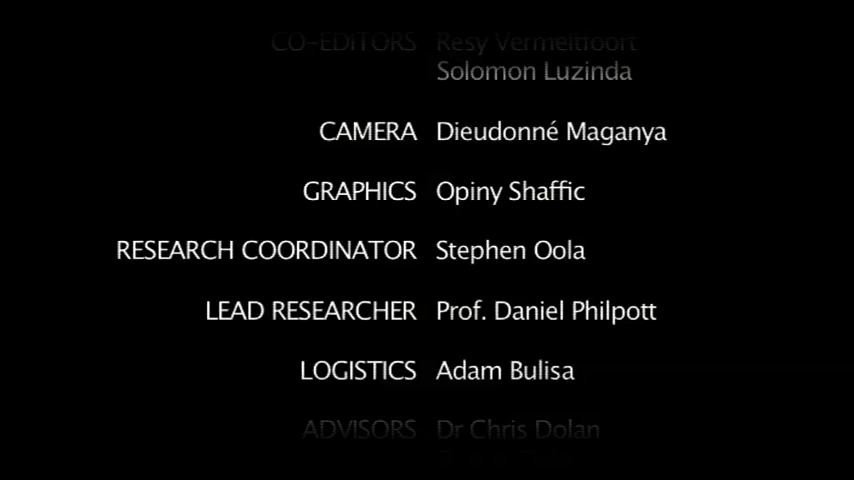 CO-EDITORS Resy Vermeltfoort
Solomon Luzinda
CAMERA Dieudonné Maganya
GRAPHICS Opiny Shaffic
RESEARCH COORDINATOR Stephen Oola
LEAD RESEARCHER Prof. Daniel Philpott
LOGISTICS Adam Bulisa
ADVISORS Dr Chris Dolan